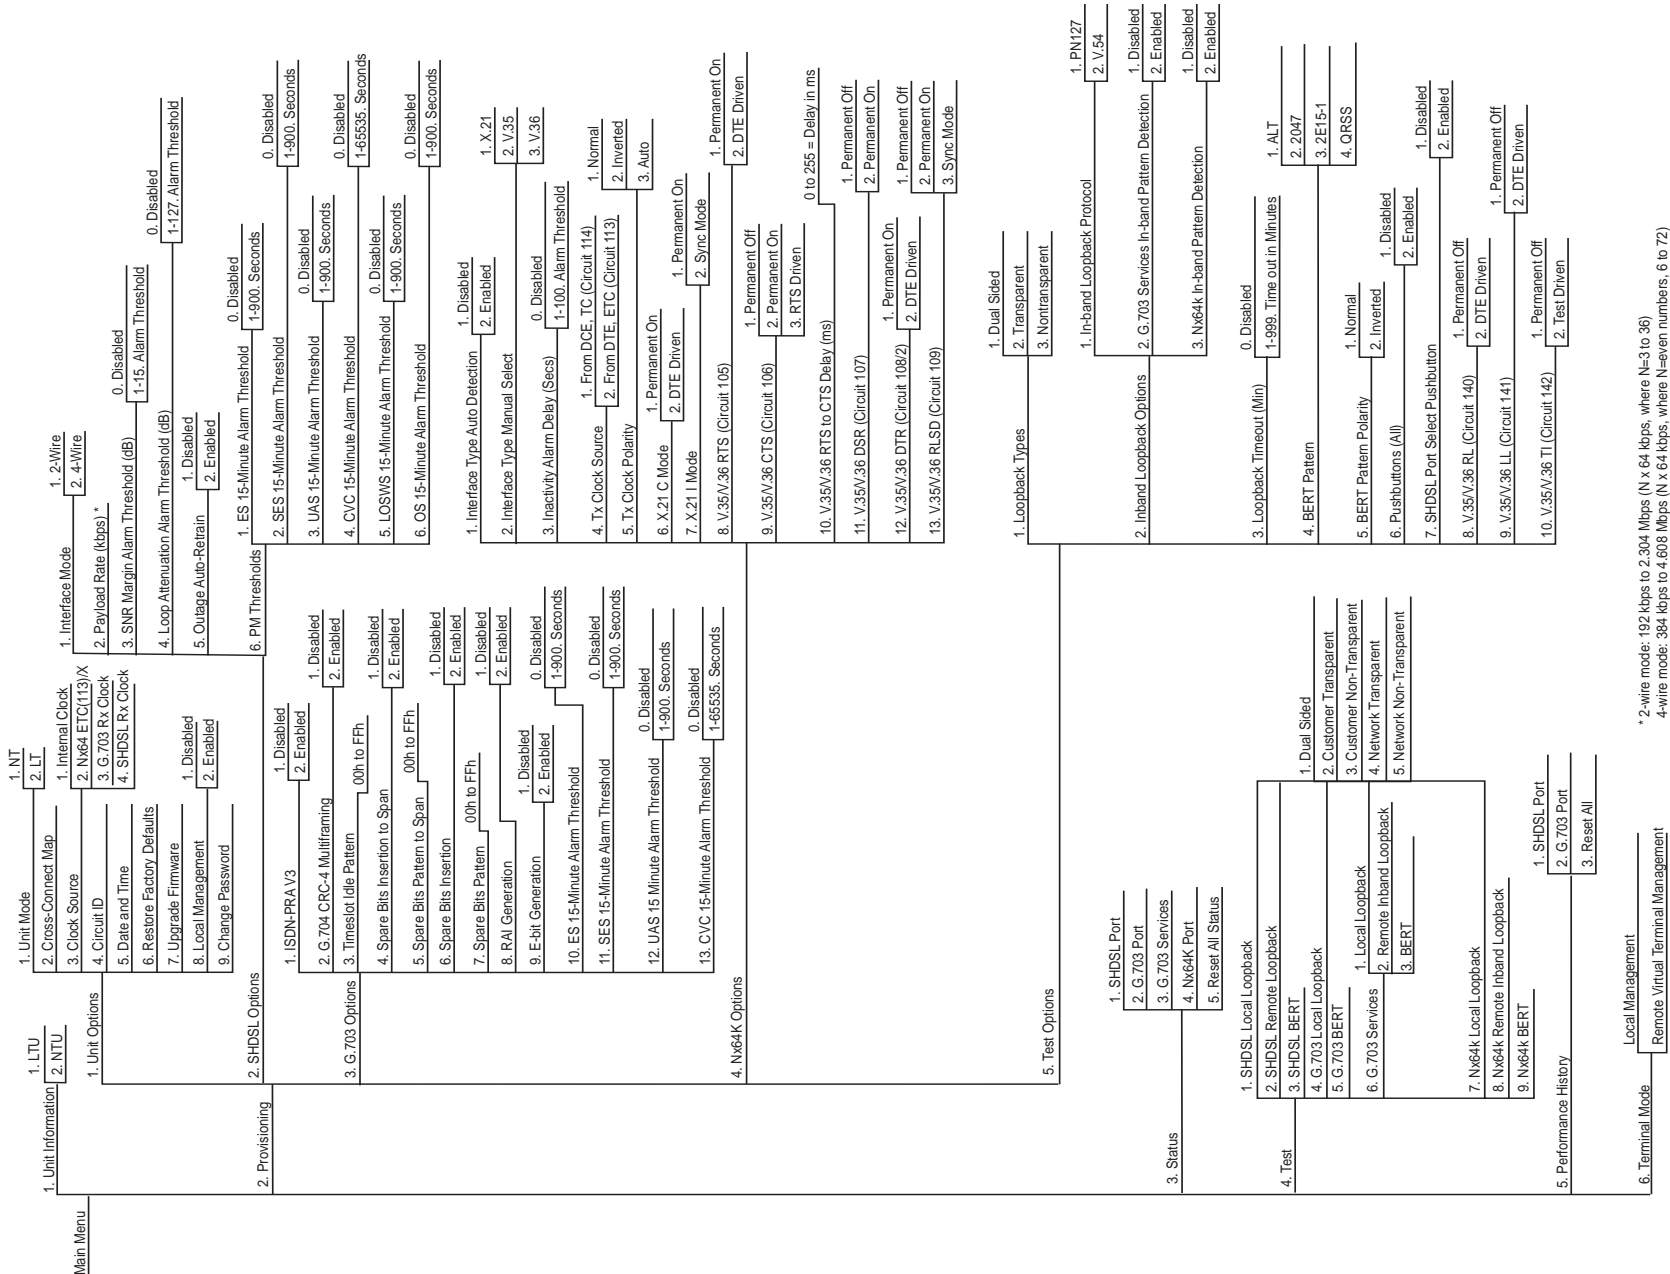 Main Menu
1. Unit Information
1. LTU
2. NTU
2. Provisioning
1. Unit Options
1. Unit Mode
1. NT
2. LT
2. Cross-Connect Map
3. Clock Source
1. Internal Clock
2. Nx64 ETC(113)/X
3. G.703 Rx Clock
4. SHDSL Rx Clock
4. Circuit ID
5. Date and Time
6. Restore Factory Defaults
7. Upgrade Firmware
8. Local Management
1. Disabled
2. Enabled
9. Change Password
2. SHDSL Options
1. Interface Mode
1. 2-Wire
2. 4-Wire
2. Payload Rate (kbps) *
3. SNR Margin Alarm Threshold (dB)
0. Disabled
1-15. Alarm Threshold
4. Loop Attenuation Alarm Threshold (dB)
0. Disabled
1-127. Alarm Threshold
5. Outage Auto-Retrain
1. Disabled
2. Enabled
6. PM Thresholds
1. ES 15-Minute Alarm Threshold
0. Disabled
1-900. Seconds
2. SES 15-Minute Alarm Threshold
0. Disabled
1-900. Seconds
3. UAS 15-Minute Alarm Threshold
0. Disabled
1-900. Seconds
4. CVC 15-Minute Alarm Threshold
0. Disabled
1-65535. Seconds
5. LOSWS 15-Minute Alarm Threshold
0. Disabled
1-900. Seconds
6. OS 15-Minute Alarm Threshold
0. Disabled
1-900. Seconds
3. G.703 Options
1. ISDN-PRA V3
1. Disabled
2. Enabled
2. G.704 CRC-4 Multiframing
1. Disabled
2. Enabled
3. Timeslot Idle Pattern
00h to FFh
4. Spare Bits Insertion to Span
1. Disabled
2. Enabled
5. Spare Bits Pattern to Span
00h to FFh
6. Spare Bits Insertion
1. Disabled
2. Enabled
7. Spare Bits Pattern
00h to FFh
8. RAI Generation
1. Disabled
2. Enabled
9. E-bit Generation
1. Disabled
2. Enabled
10. ES 15-Minute Alarm Threshold
0. Disabled
1-900. Seconds
11. SES 15-Minute Alarm Threshold
0. Disabled
1-900. Seconds
12. UAS 15 Minute Alarm Threshold
0. Disabled
1-900. Seconds
13. CVC 15-Minute Alarm Threshold
0. Disabled
1-65535. Seconds
4. Nx64K Options
1. Interface Type Auto Detection
1. Disabled
2. Enabled
2. Interface Type Manual Select
1. X.21
2. V.35
3. V.36
3. Inactivity Alarm Delay (Secs)
0. Disabled
1-100. Alarm Threshold
4. Tx Clock Source
1. From DCE, TC (Circuit 114)
2. From DTE, ETC (Circuit 113)
5. Tx Clock Polarity
1. Normal
2. Inverted
3. Auto
6. X.21 C Mode
1. Permanent On
2. DTE Driven
7. X.21 I Mode
1. Permanent On
2. Sync Mode
8. V.35/V.36 RTS (Circuit 105)
1. Permanent On
2. DTE Driven
9. V.35/V.36 CTS (Circuit 106)
1. Permanent Off
2. Permanent On
3. RTS Driven
10. V.35/V.36 RTS to CTS Delay (ms)
0 to 255 = Delay in ms
11. V.35/V.36 DSR (Circuit 107)
1. Permanent Off
2. Permanent On
12. V.35/V.36 DTR (Circuit 108/2)
1. Permanent On
2. DTE Driven
13. V.35/V.36 RLSD (Circuit 109)
1. Permanent Off
2. Permanent On
3. Sync Mode
5. Test Options
1. Loopback Types
1. Dual Sided
2. Transparent
3. Nontransparent
2. Inband Loopback Options
1. In-band Loopback Protocol
1. PN127
2. V.54
2. G.703 Services In-band Pattern Detection
1. Disabled
2. Enabled
3. Nx64k In-band Pattern Detection
1. Disabled
2. Enabled
3. Loopback Timeout (Min)
0. Disabled
1-999. Time out in Minutes
4. BERT Pattern
1. ALT
2. 2047
3. 2E15-1
4. QRSS
5. BERT Pattern Polarity
1. Normal
2. Inverted
6. Pushbuttons (All)
1. Disabled
2. Enabled
7. SHDSL Port Select Pushbutton
1. Disabled
2. Enabled
8. V.35/V.36 RL (Circuit 140)
1. Permanent Off
2. DTE Driven
9. V.35/V.36 LL (Circuit 141)
1. Permanent Off
2. DTE Driven
10. V.35/V.36 TI (Circuit 142)
1. Permanent Off
2. Test Driven
3. Status
1. SHDSL Port
2. G.703 Port
3. G.703 Services
4. Nx64K Port
5. Reset All Status
4. Test
1. SHDSL Local Loopback
2. SHDSL Remote Loopback
3. SHDSL BERT
4. G.703 Local Loopback
5. G.703 BERT
6. G.703 Services
1. Local Loopback
2. Remote Inband Loopback
3. BERT
7. Nx64k Local Loopback
8. Nx64k Remote Inband Loopback
9. Nx64k BERT
1. Dual Sided
2. Customer Transparent
3. Customer Non-Transparent
4. Network Transparent
5. Network Non-Transparent
5. Performance History
1. SHDSL Port
2. G.703 Port
3. Reset All
6. Terminal Mode
Local Management
Remote Virtual Terminal Management
* 2-wire mode: 192 kbps to 2.304 Mbps (N x 64 kbps, where N=3 to 36)
4-wire mode: 384 kbps to 4.608 Mbps (N x 64 kbps, where N=even numbers, 6 to 72)